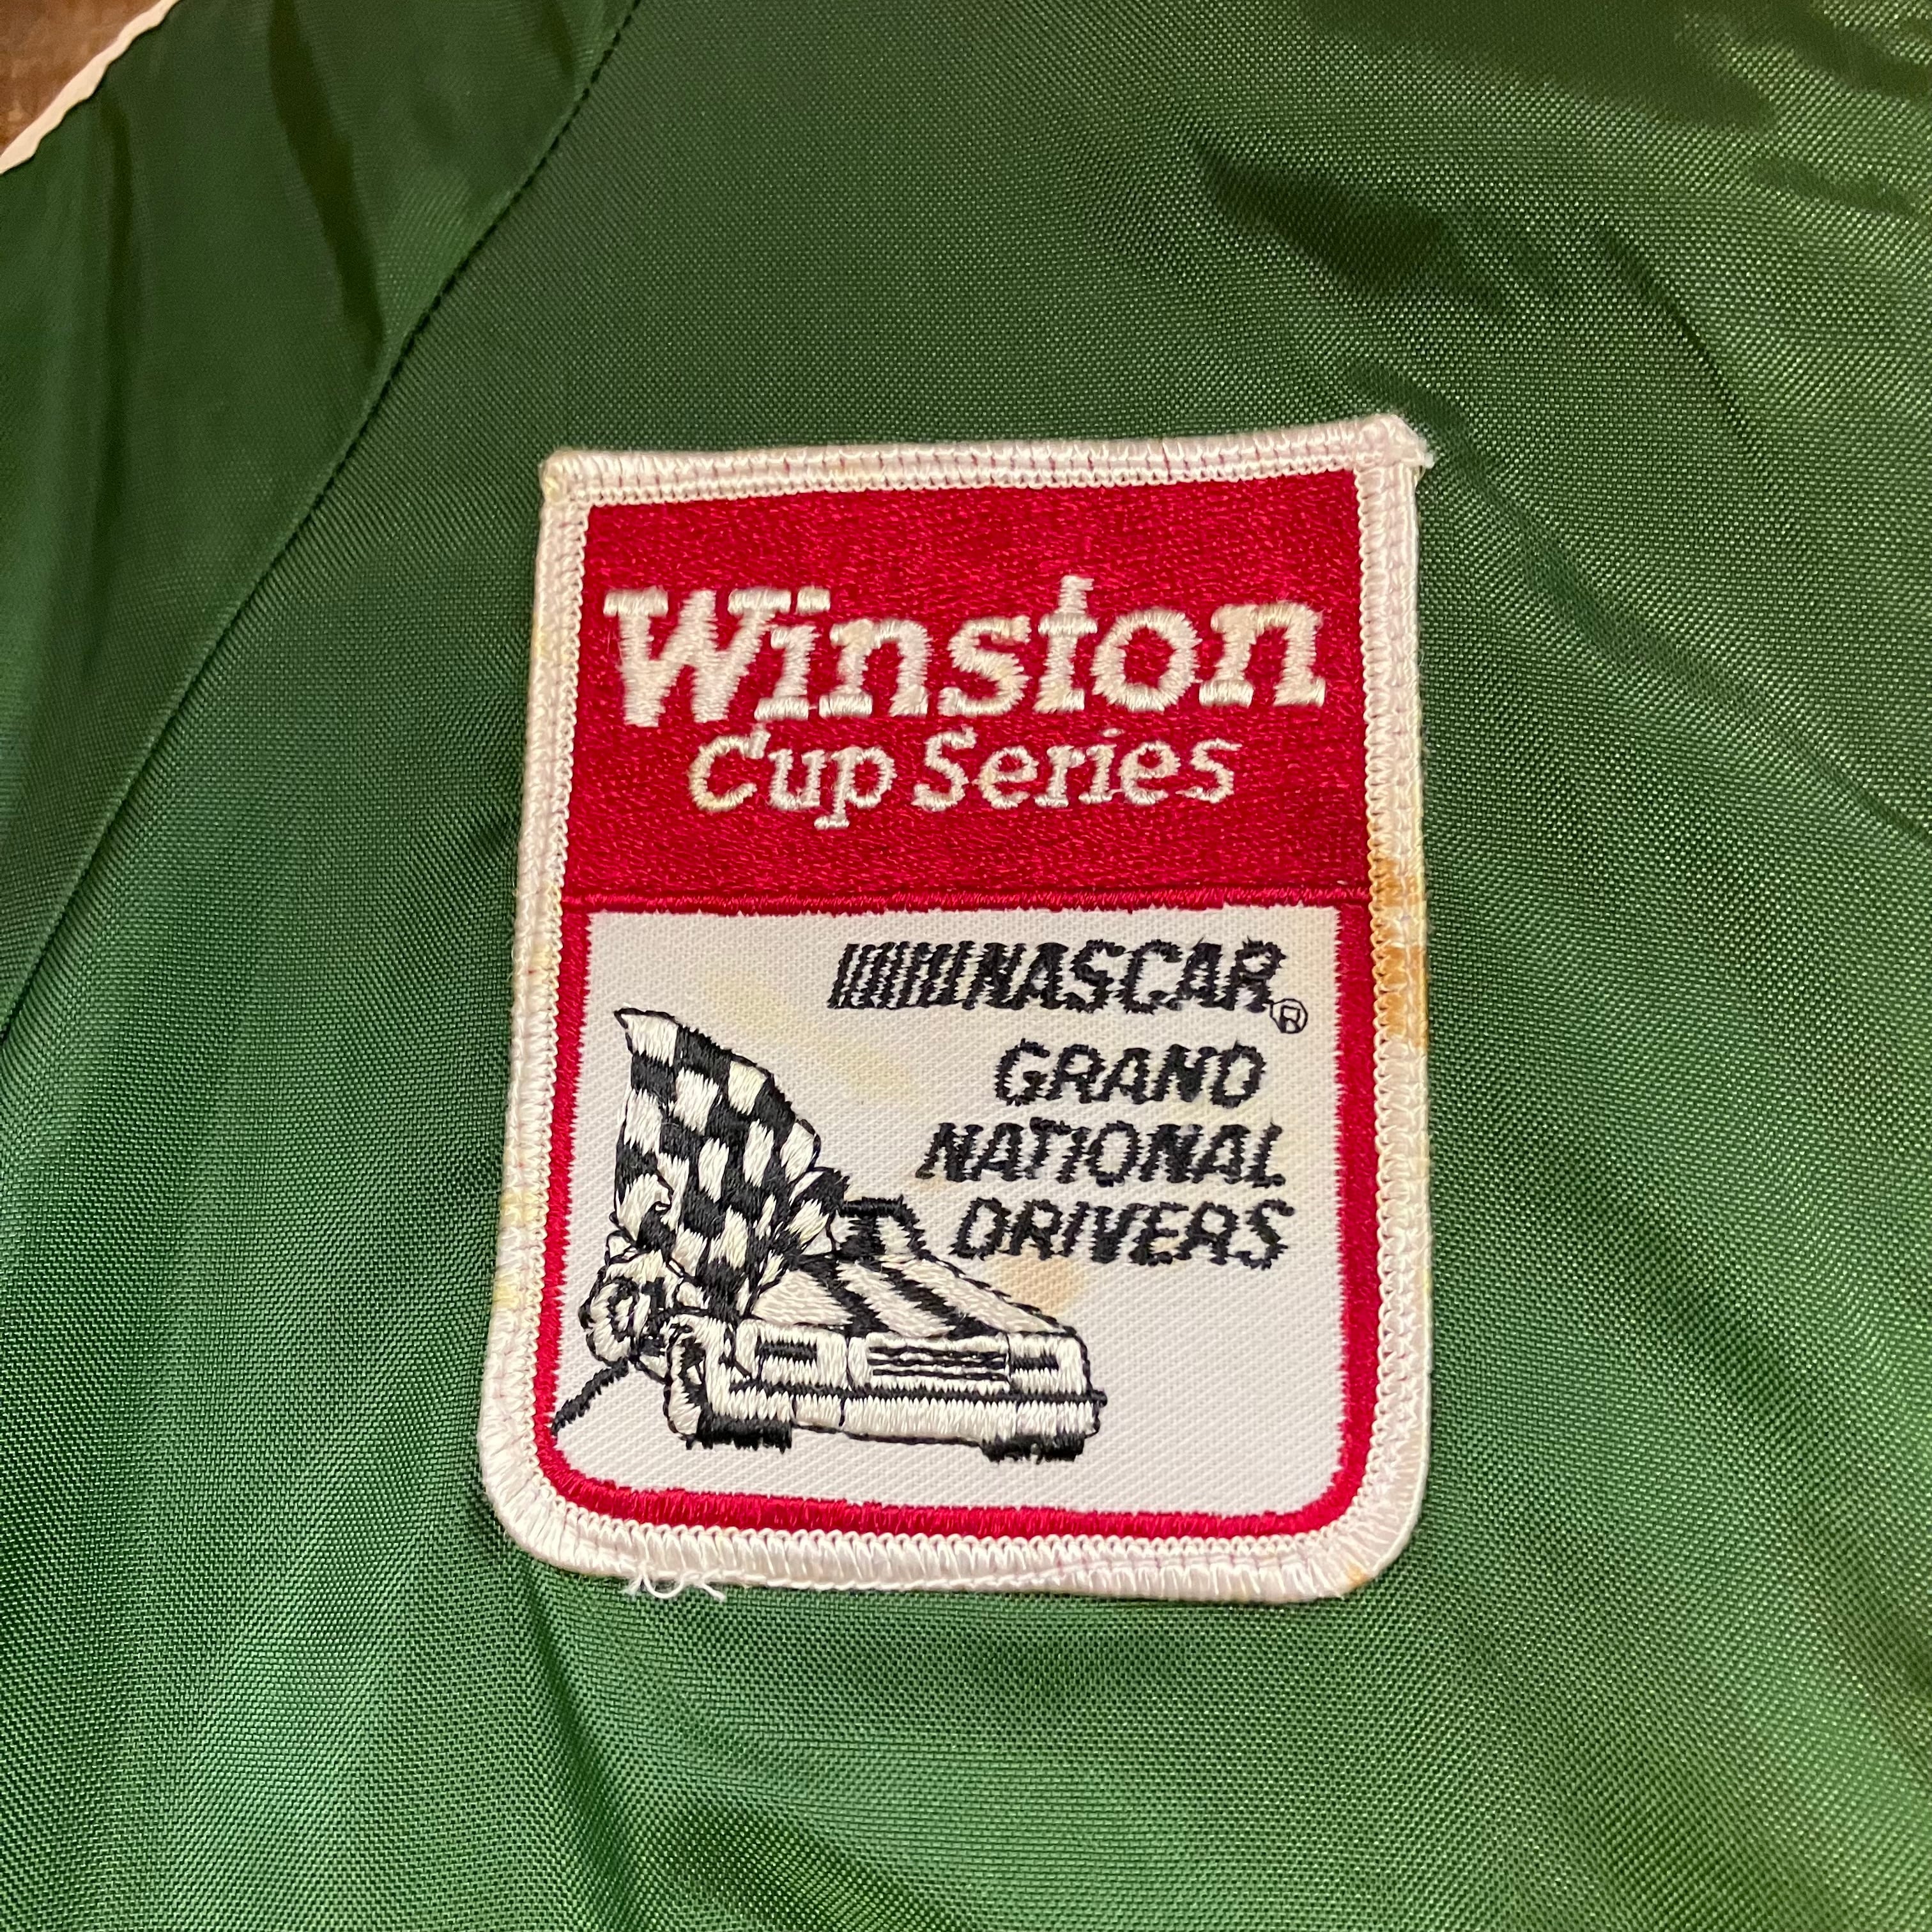 Winston
Cup Series
NASCAR®
GRAND
NATIONAL
DRIVERS